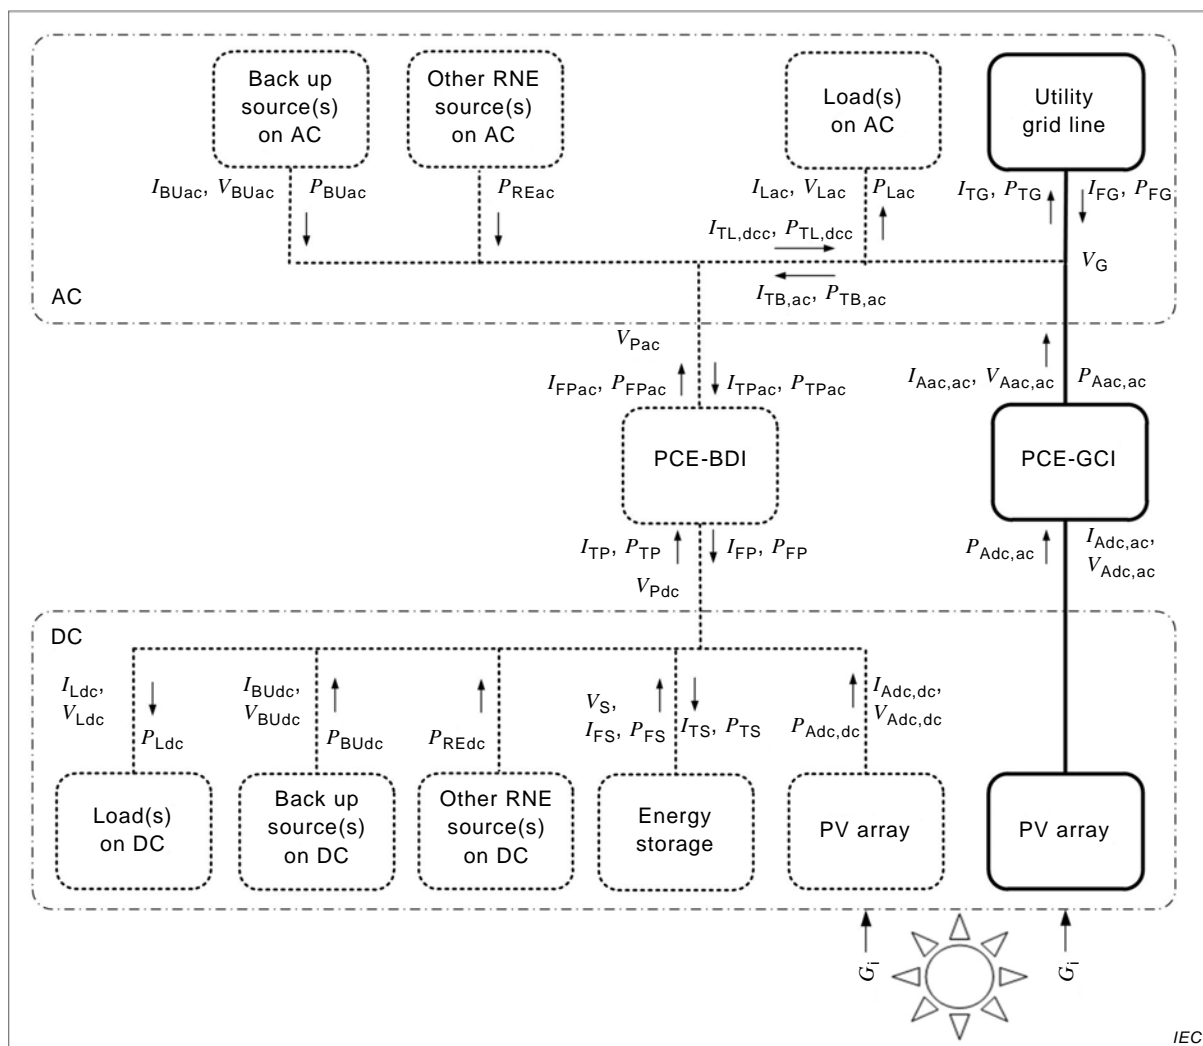 Back up
source(s)
on AC
Other RNE
source(s)
on AC
Load(s)
on AC
Utility
grid line
I_BUac, V_BUac
P_BUac
P_REac
I_Lac, V_Lac
P_Lac
I_TG, P_TG
I_FG, P_FG
I_TL,dcc, P_TL,dcc
V_G
AC
I_TB,ac, P_TB,ac
V_Pac
I_FPac, P_FPac
I_TPac, P_TPac
I_Aac,ac, V_Aac,ac
P_Aac,ac
PCE-BDI
PCE-GCI
I_TP, P_TP
I_FP, P_FP
V_Pdc
P_Adc,ac
I_Adc,ac,
V_Adc,ac
DC
I_Ldc,
V_Ldc
P_Ldc
I_BUdc,
V_BUdc
P_BUdc
P_REdc
V_S,
I_FS, P_FS
I_TS, P_TS
P_Adc,dc
I_Adc,dc,
V_Adc,dc
Load(s)
on DC
Back up
source(s)
on DC
Other RNE
source(s)
on DC
Energy
storage
PV array
PV array
G_i
G_i
IEC